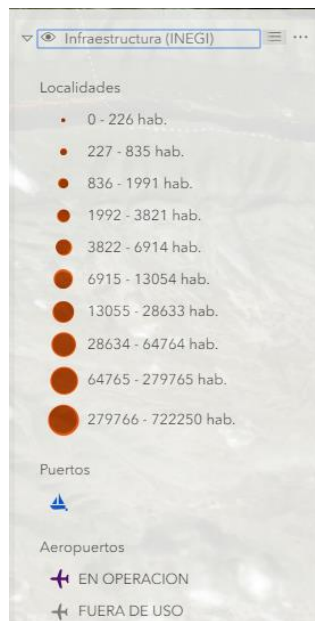 Infraestructura (INEGI)
Localidades
0 - 226 hab.
227 - 835 hab.
836 - 1991 hab.
1992 - 3821 hab.
3822 - 6914 hab.
6915 - 13054 hab.
13055 - 28633 hab.
28634 - 64764 hab.
64765 - 279765 hab.
279766 - 722250 hab.
Puertos
Aeropuertos
EN OPERACION
FUERA DE USO